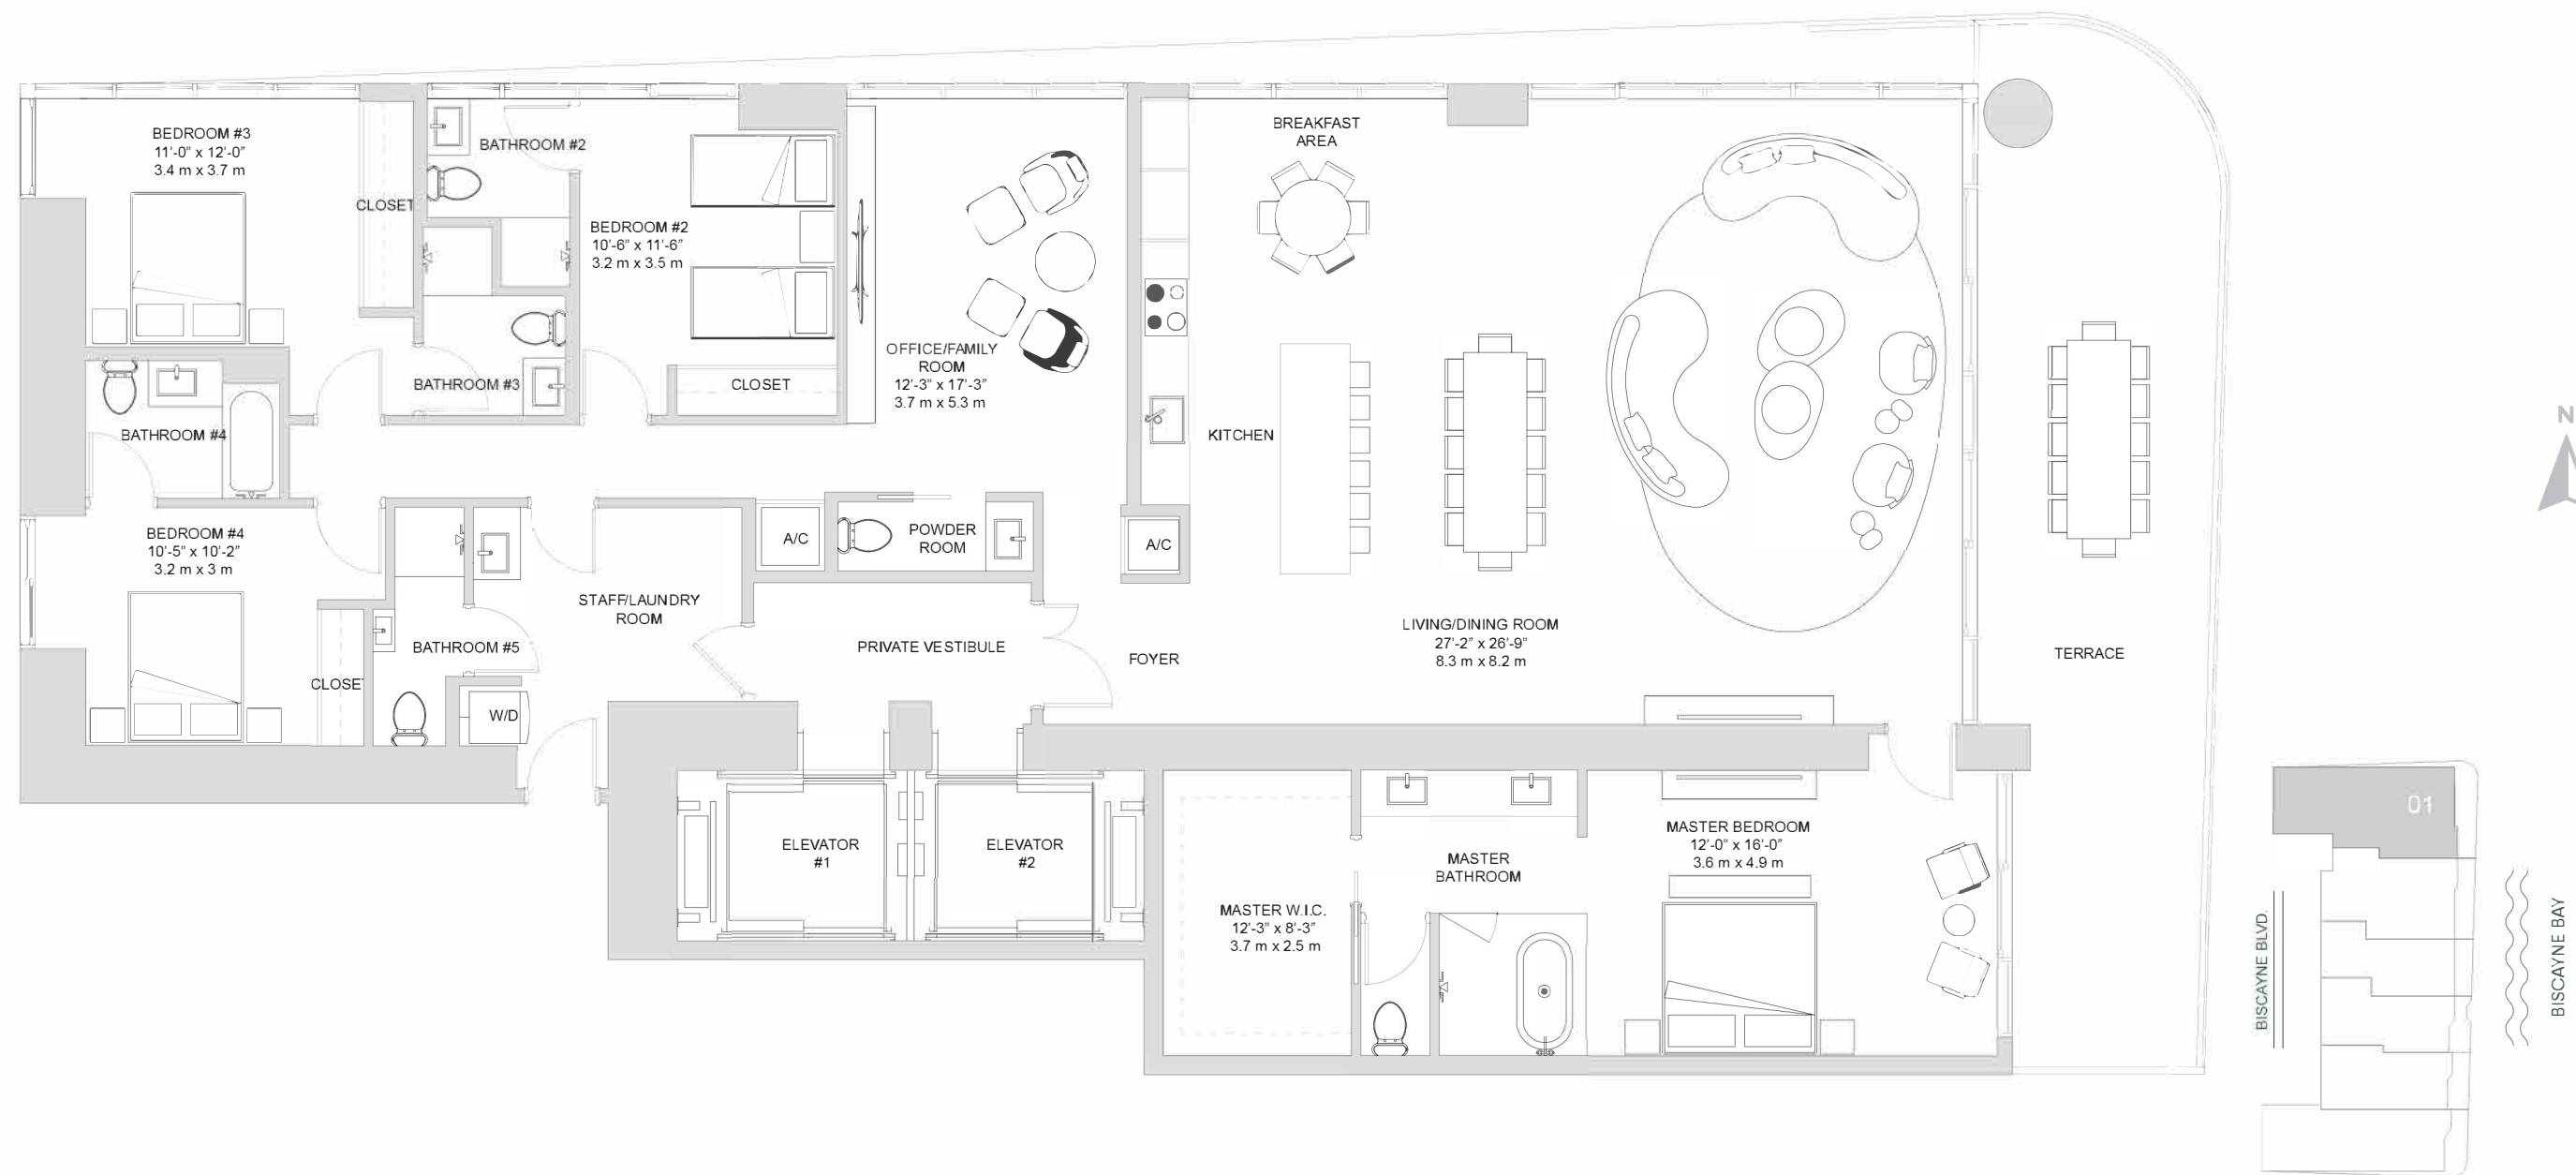 BEDROOM #3
11'-0" x 12'-0"
3.4 m x 3.7 m
CLOSET
BATHROOM #2
BEDROOM #2
10'-6" x 11'-6"
3.2 m x 3.5 m
CLOSET
BATHROOM #3
OFFICE/FAMILY
ROOM
12'-3" x 17'-3"
3.7 m x 5.3 m
BREAKFAST
AREA
KITCHEN
BATHROOM #4
BEDROOM #4
10'-5" x 10'-2"
3.2 m x 3 m
CLOSET
BATHROOM #5
W/D
STAFF/LAUNDRY
ROOM
A/C
POWDER
ROOM
A/C
PRIVATE VESTIBULE
FOYER
LIVING/DINING ROOM
27'-2" x 26'-9"
8.3 m x 8.2 m
TERRACE
ELEVATOR
#1
ELEVATOR
#2
MASTER W.I.C.
12'-3" x 8'-3"
3.7 m x 2.5 m
MASTER
BATHROOM
MASTER BEDROOM
12'-0" x 16'-0"
3.6 m x 4.9 m
N
01
BISCAYNE BLVD.
BISCAYNE BAY